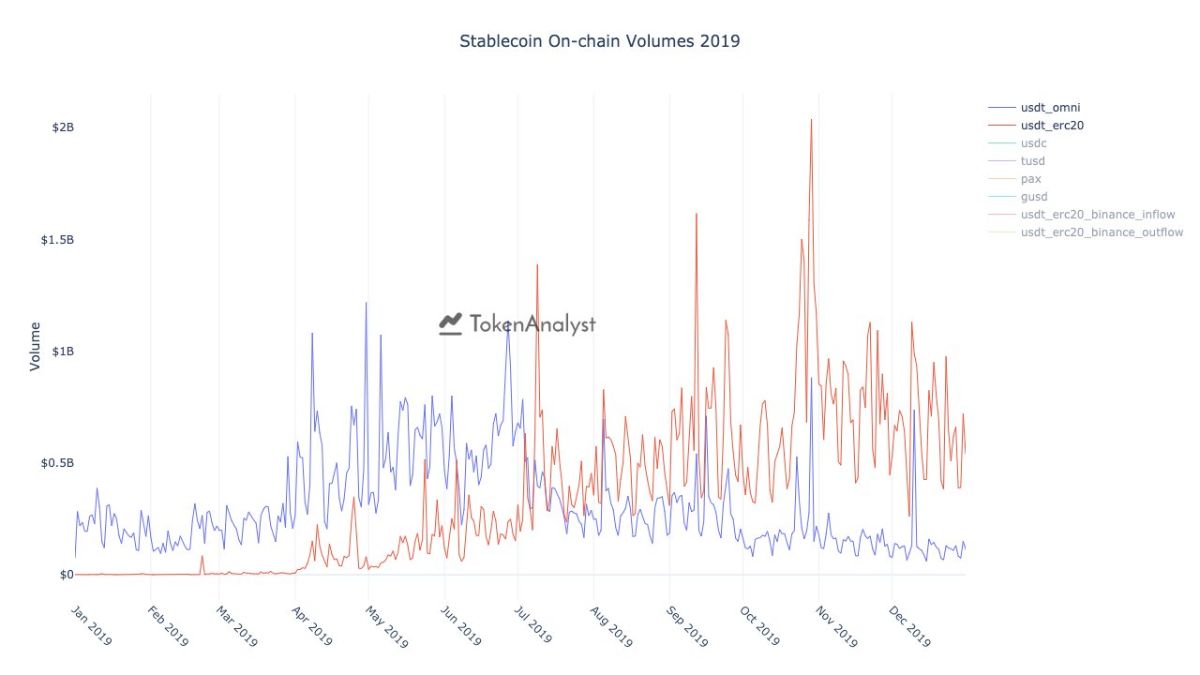 Stablecoin On-chain Volumes 2019
usdt_omni
usdt_erc20
usdc
tusd
pax
gusd
usdt_erc20_binance_inflow
usdt_erc20_binance_outflow
$2B
$1.5B
$1B
$0.5B
$0
Volume
TokenAnalyst
Jan 2019
Feb 2019
Mar 2019
Apr 2019
May 2019
Jun 2019
Jul 2019
Aug 2019
Sep 2019
Oct 2019
Nov 2019
Dec 2019